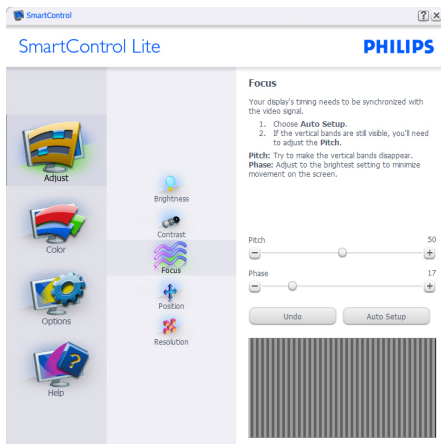 SmartControl
? x
SmartControl Lite
PHILIPS
Adjust
Color
Options
Help
Brightness
Contrast
Focus
Position
Resolution
Focus
Your display's timing needs to be synchronized with
the video signal.
1. Choose Auto Setup.
2. If the vertical bands are still visible, you'll need
to adjust the Pitch.
Pitch: Try to make the vertical bands disappear.
Phase: Adjust to the brightest setting to minimize
movement on the screen.
Pitch 50
Phase 17
Undo Auto Setup